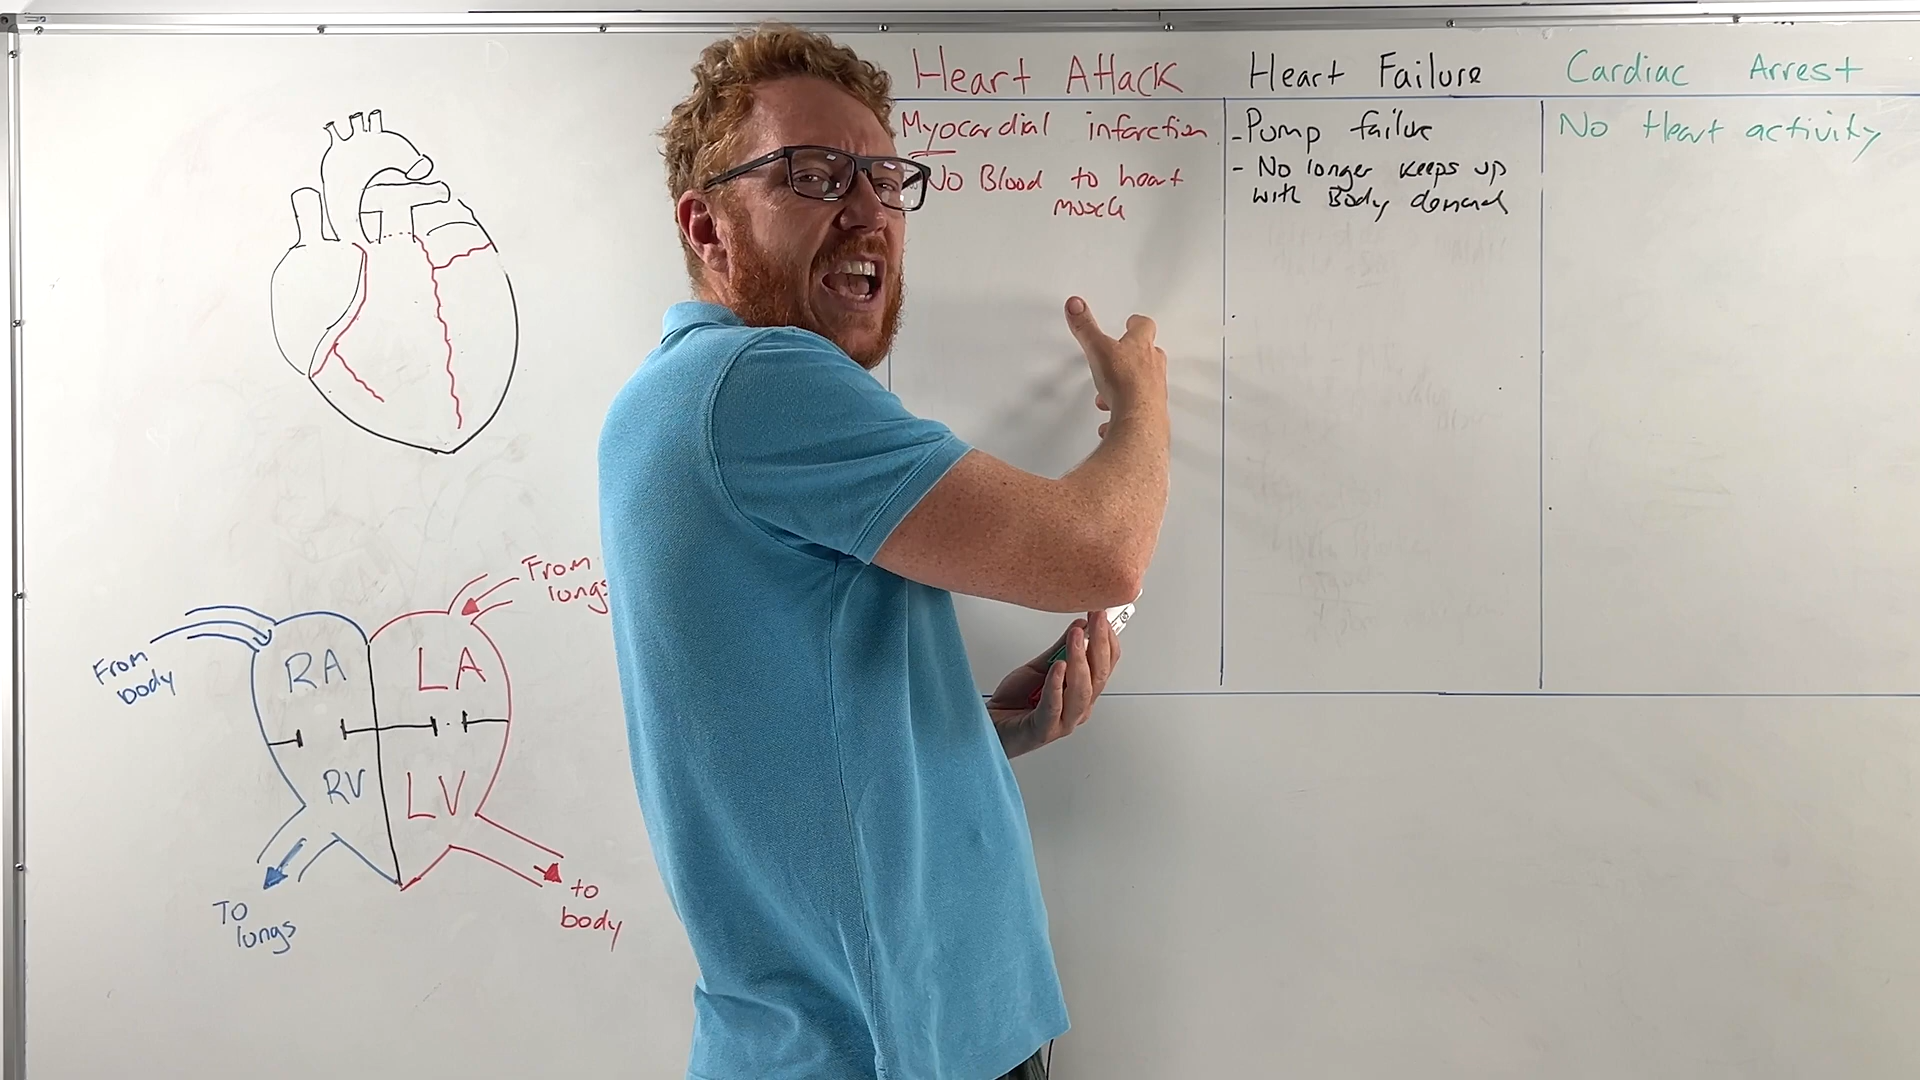 Heart Attack
Myocardial infarction
No Blood to heart
muscle
Heart Failure
- Pump failure
- No longer keeps up
with Body demand
Cardiac Arrest
No Heart activity
From
lungs
From
body
RA
LA
RV
LV
To
lungs
to
body